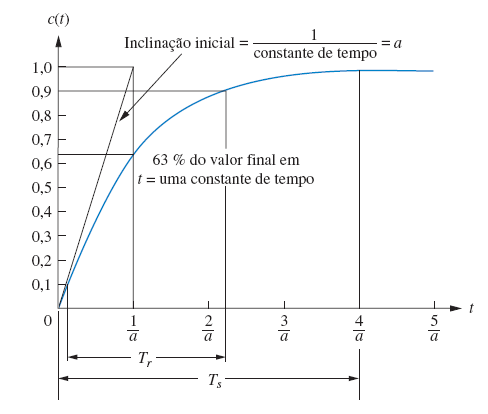 c(t)
Inclinação inicial = 1 / constante de tempo = a
1,0
0,9
0,8
0,7
0,6
0,5
0,4
0,3
0,2
0,1
0
63 % do valor final em
t = uma constante de tempo
1/a
2/a
3/a
4/a
5/a
t
Tr
Ts